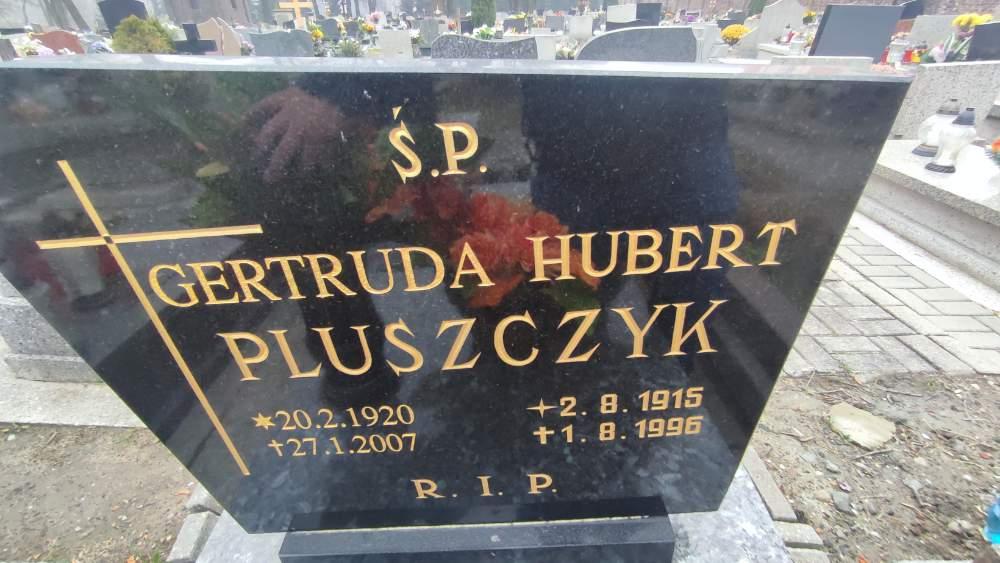 Ś.P.
GERTRUDA HUBERT
PLUSZCZYK
*20.2.1920 2.8.1915
†27.1.2007 †1.8.1996
R. I. P.